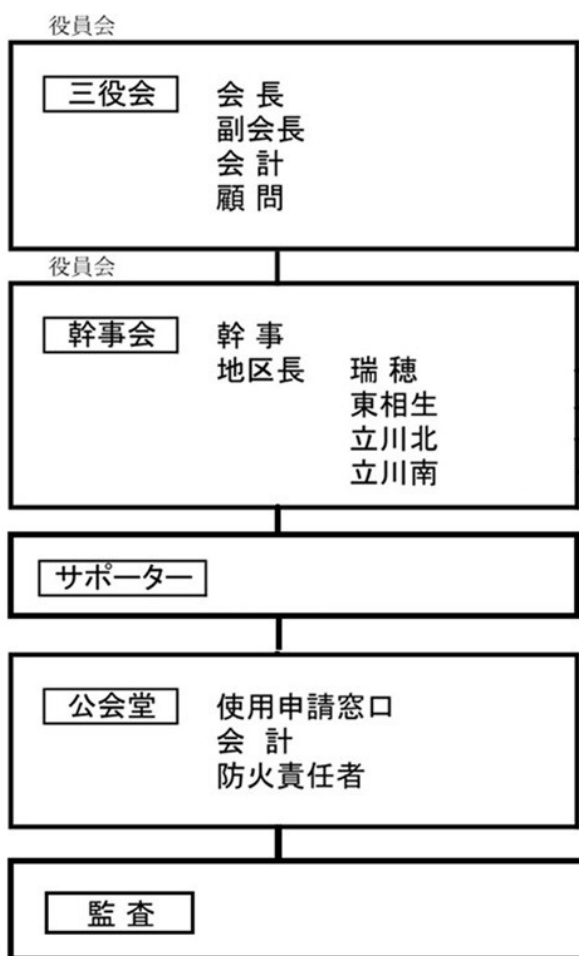 役員会
三役会 会 長
副会長
会 計
顧 問
役員会
幹事会 幹 事
地区長 瑞 穂
東相生
立川北
立川南
サポーター
公会堂 使用申請窓口
会 計
防火責任者
監 査